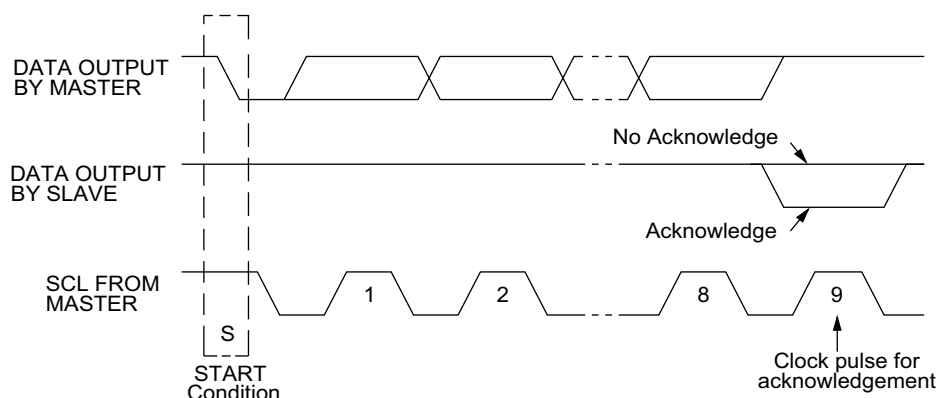 DATA OUTPUT
BY MASTER
No Acknowledge
DATA OUTPUT
BY SLAVE
Acknowledge
SCL FROM
MASTER
1
2
8
9
S
START
Condition
Clock pulse for
acknowledgement